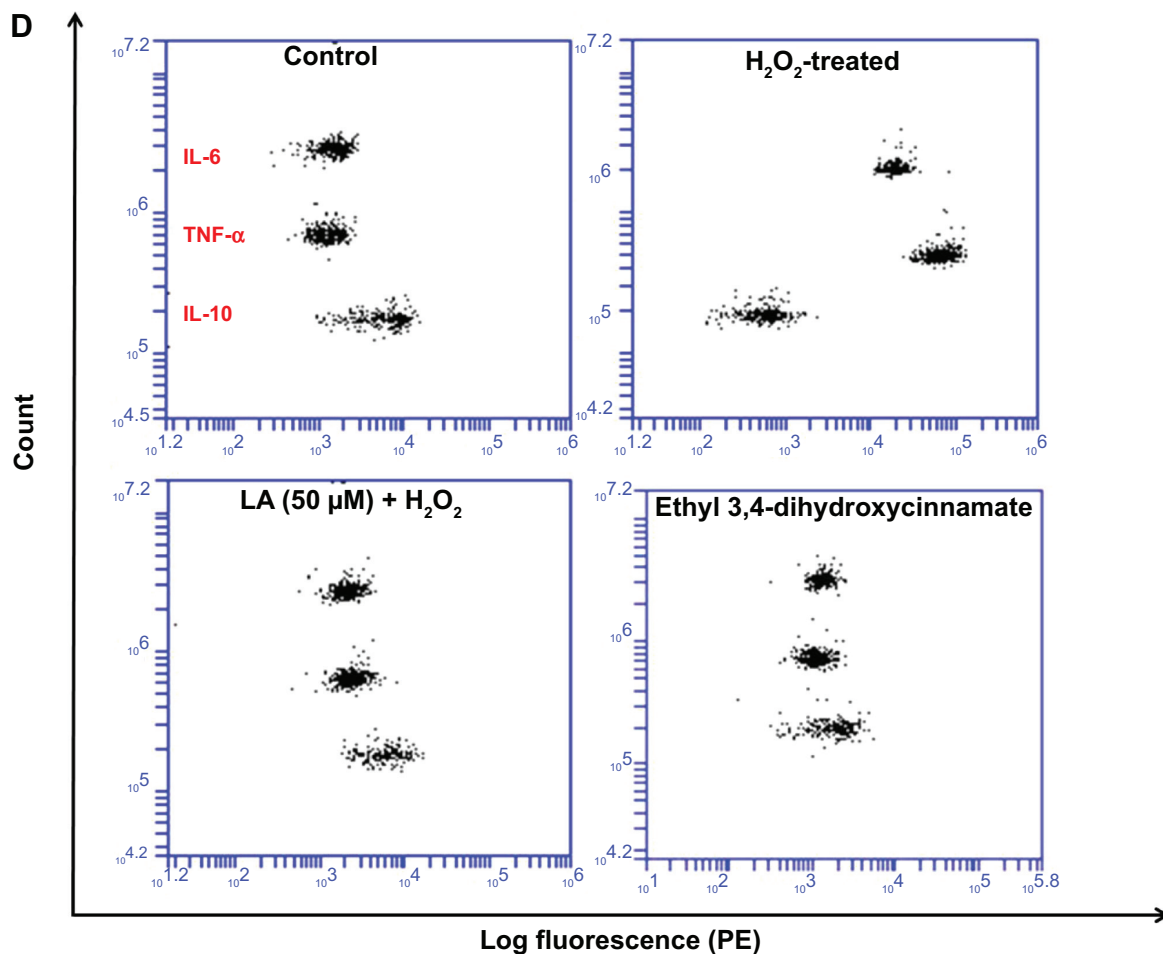 D
Control
10^7.2
IL-6
10^6
TNF-α
IL-10
10^5
10^4.5
10^1.2 10^2 10^3 10^4 10^5 10^6
H₂O₂-treated
10^7.2
10^6
10^5
10^4.2
10^1.2 10^2 10^3 10^4 10^5 10^6
Count
LA (50 µM) + H₂O₂
10^7.2
10^6
10^5
10^4.2
10^1.2 10^2 10^3 10^4 10^5 10^6
Ethyl 3,4-dihydroxycinnamate
10^7.2
10^6
10^5
10^4.2
10^1 10^2 10^3 10^4 10^5 10^5.8
Log fluorescence (PE)